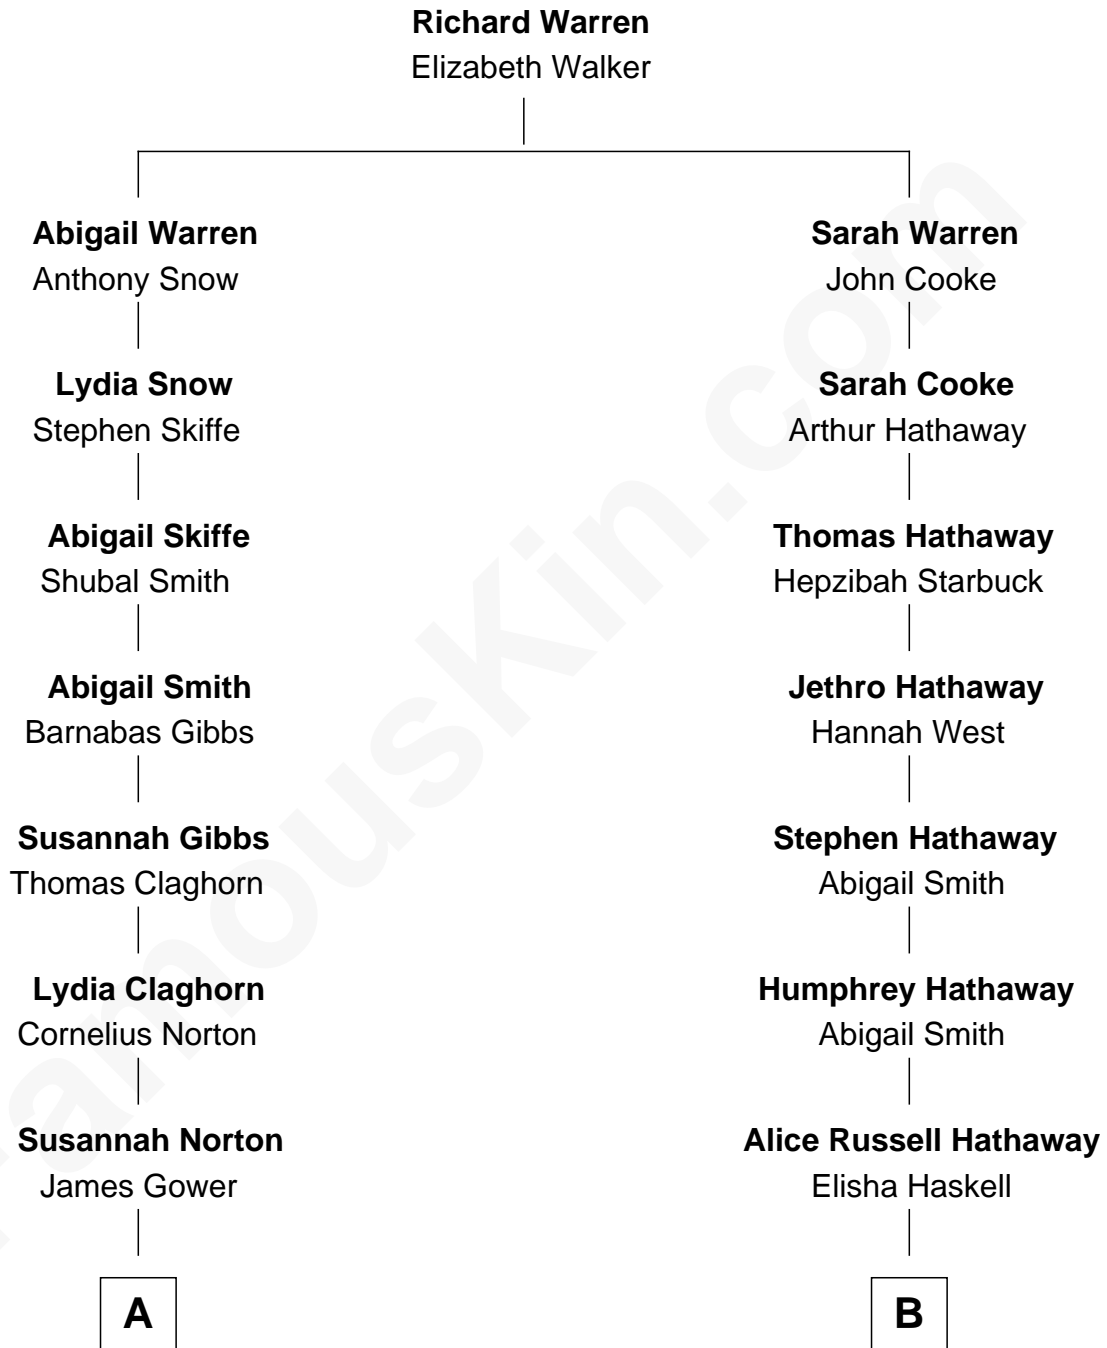 Richard Warren
Elizabeth Walker
Abigail Warren
Anthony Snow
Lydia Snow
Stephen Skiffe
Abigail Skiffe
Shubal Smith
Abigail Smith
Barnabas Gibbs
Susannah Gibbs
Thomas Claghorn
Lydia Claghorn
Cornelius Norton
Susannah Norton
James Gower
A
Sarah Warren
John Cooke
Sarah Cooke
Arthur Hathaway
Thomas Hathaway
Hepzibah Starbuck
Jethro Hathaway
Hannah West
Stephen Hathaway
Abigail Smith
Humphrey Hathaway
Abigail Smith
Alice Russell Hathaway
Elisha Haskell
B
FamousKin.com